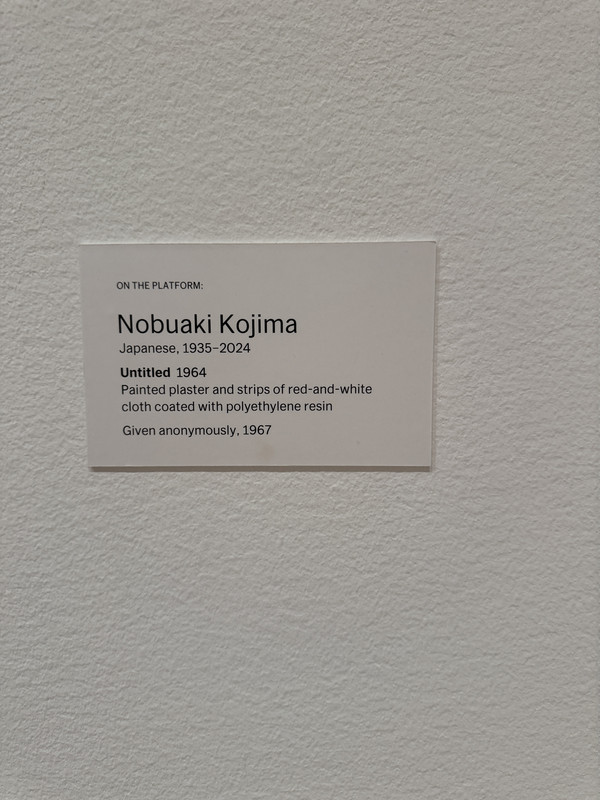 ON THE PLATFORM:
Nobuaki Kojima
Japanese, 1935–2024
Untitled 1964
Painted plaster and strips of red-and-white
cloth coated with polyethylene resin
Given anonymously, 1967